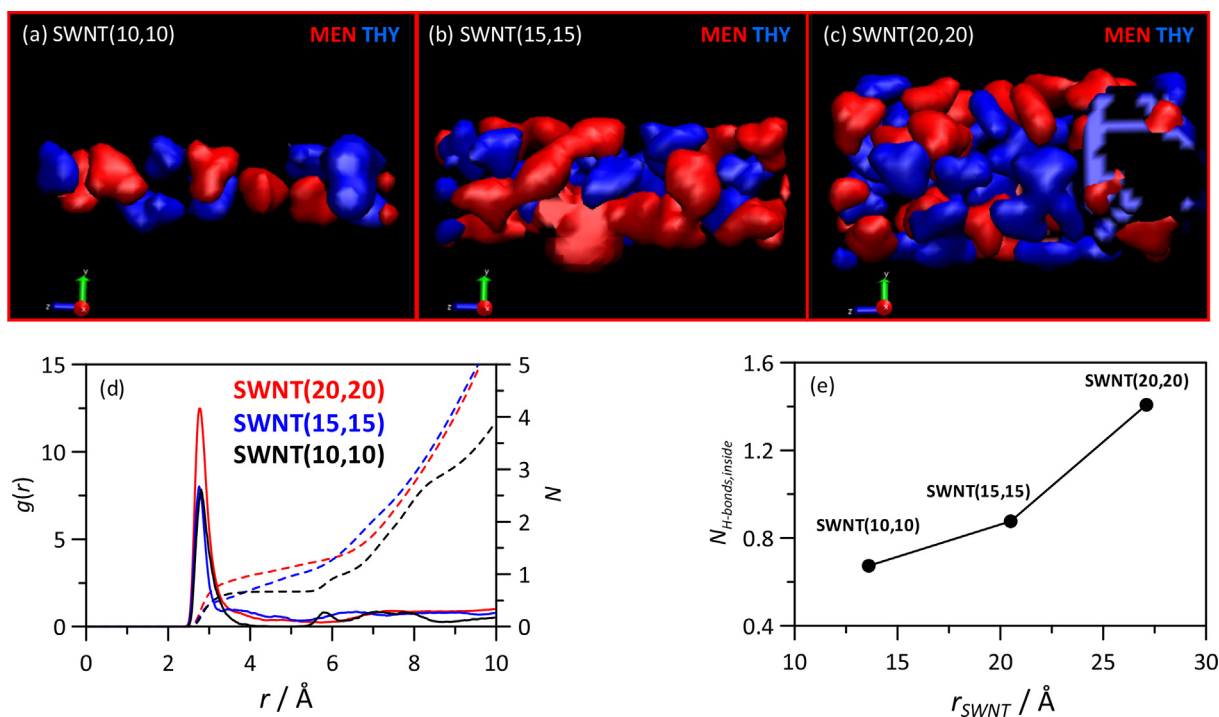 (a) SWNT(10,10) MEN THY
(b) SWNT(15,15) MEN THY
(c) SWNT(20,20) MEN THY
y
z
x
y
z
x
y
z
x
(d)
SWNT(20,20)
SWNT(15,15)
SWNT(10,10)
g(r)
15
10
5
0
N
5
4
3
2
1
0
0 2 4 6 8 10
r / Å
(e)
SWNT(20,20)
SWNT(15,15)
SWNT(10,10)
N_H-bonds,inside
1.6
1.2
0.8
0.4
10 15 20 25 30
r_SWNT / Å